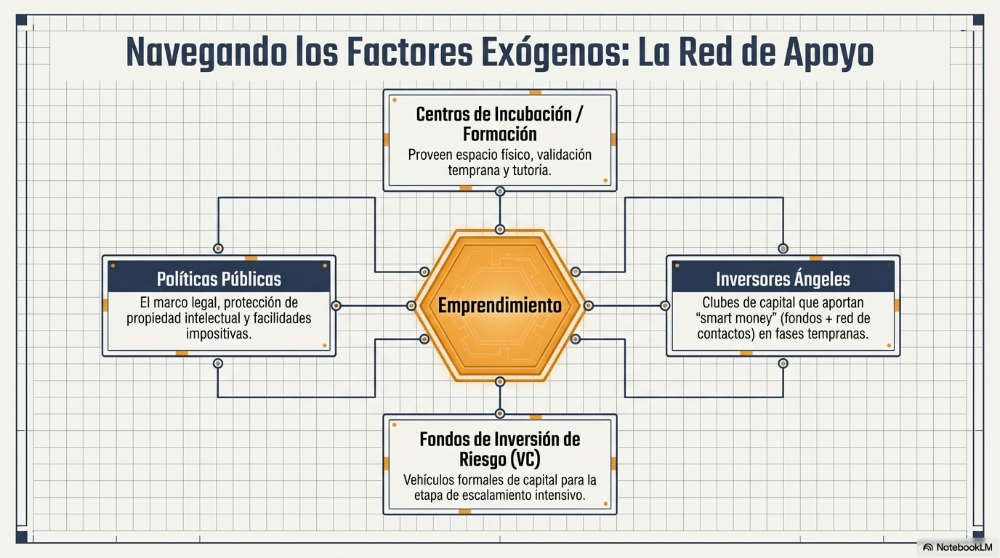 Navegando los Factores Exógenos: La Red de Apoyo
Centros de Incubación /
Formación
Proveen espacio físico, validación
temprana y tutoría.
Políticas Públicas
El marco legal, protección de
propiedad intelectual y facilidades
impositivas.
Emprendimiento
Inversores Ángeles
Clubes de capital que aportan
“smart money” (fondos + red de
contactos) en fases tempranas.
Fondos de Inversión de
Riesgo (VC)
Vehículos formales de capital para la
etapa de escalamiento intensivo.
NotebookLM